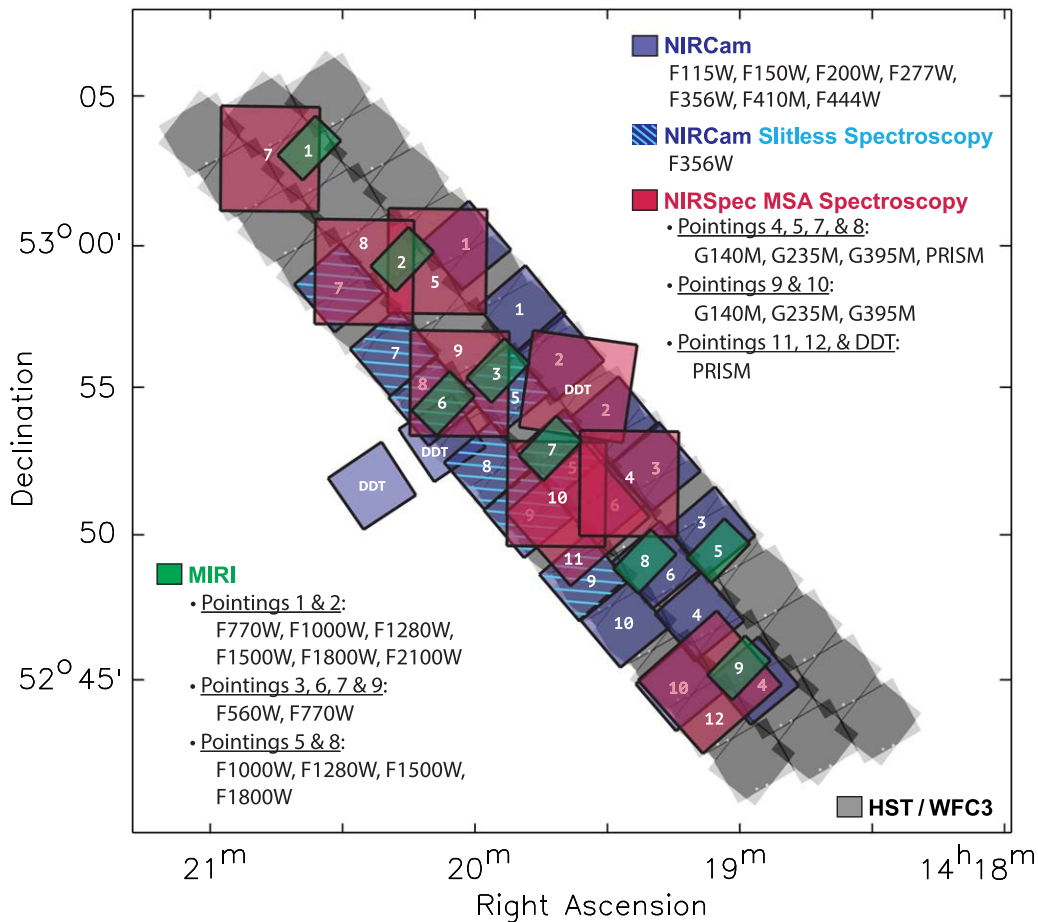 NIRCam
F115W, F150W, F200W, F277W,
F356W, F410M, F444W
NIRCam Slitless Spectroscopy
F356W
NIRSpec MSA Spectroscopy
• Pointings 4, 5, 7, & 8:
G140M, G235M, G395M, PRISM
• Pointings 9 & 10:
G140M, G235M, G395M
• Pointings 11, 12, & DDT:
PRISM
05
53° 00'
55
50
52° 45'
Declination
7
1
8
2
1
5
7
1
7
9
3
2
DDT
8
6
5
2
DDT
DDT
8
7
5
4
3
10
6
9
3
11
8
5
9
6
10
4
9
10
4
12
MIRI
• Pointings 1 & 2:
F770W, F1000W, F1280W,
F1500W, F1800W, F2100W
• Pointings 3, 6, 7 & 9:
F560W, F770W
• Pointings 5 & 8:
F1000W, F1280W, F1500W,
F1800W
HST / WFC3
21ᵐ 20ᵐ 19ᵐ 14ʰ18ᵐ
Right Ascension